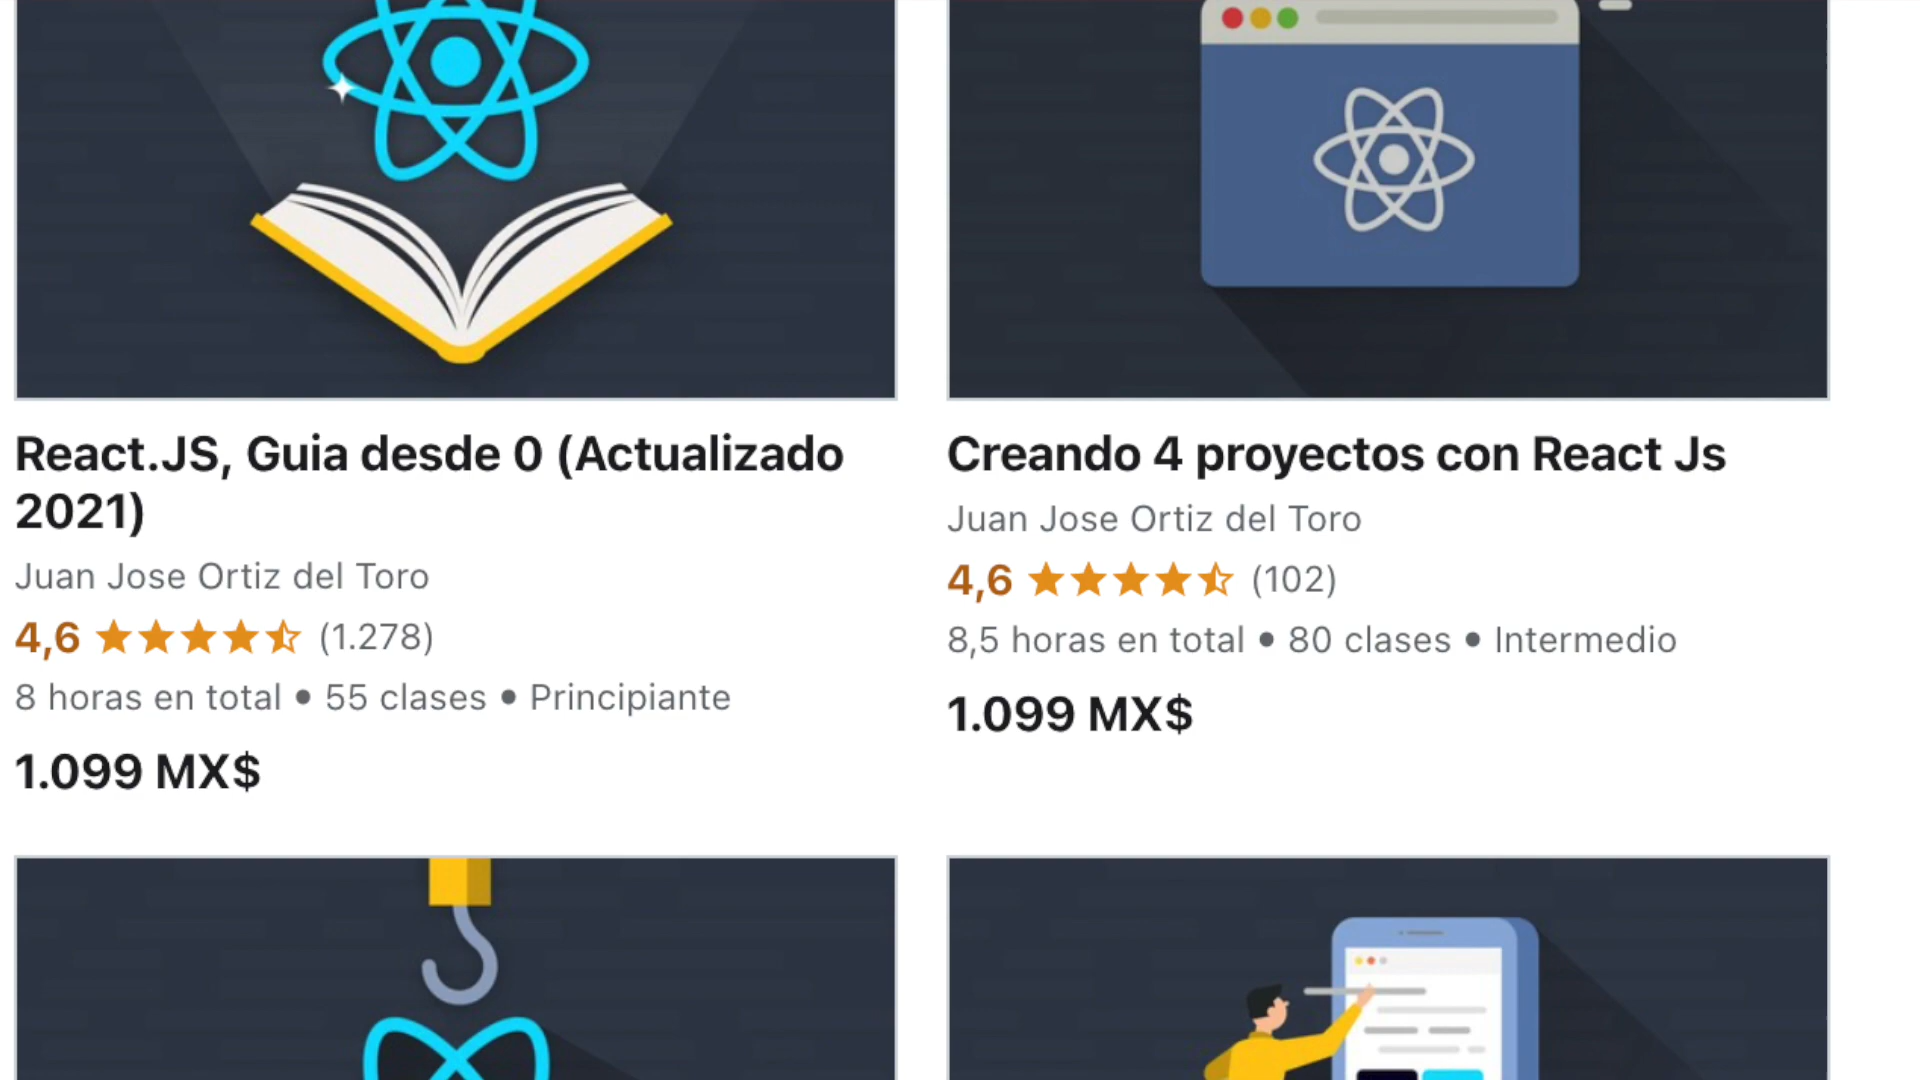 React.JS, Guia desde 0 (Actualizado
2021)
Juan Jose Ortiz del Toro
4,6 (1.278)
8 horas en total • 55 clases • Principiante
1.099 MX$
Creando 4 proyectos con React Js
Juan Jose Ortiz del Toro
4,6 (102)
8,5 horas en total • 80 clases • Intermedio
1.099 MX$